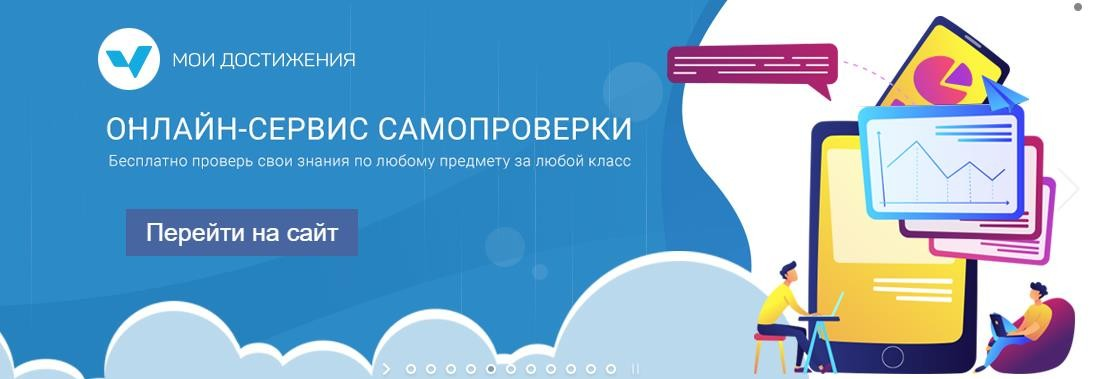 МОИ ДОСТИЖЕНИЯ
ОНЛАЙН-СЕРВИС САМОПРОВЕРКИ
Бесплатно проверь свои знания по любому предмету за любой класс
Перейти на сайт